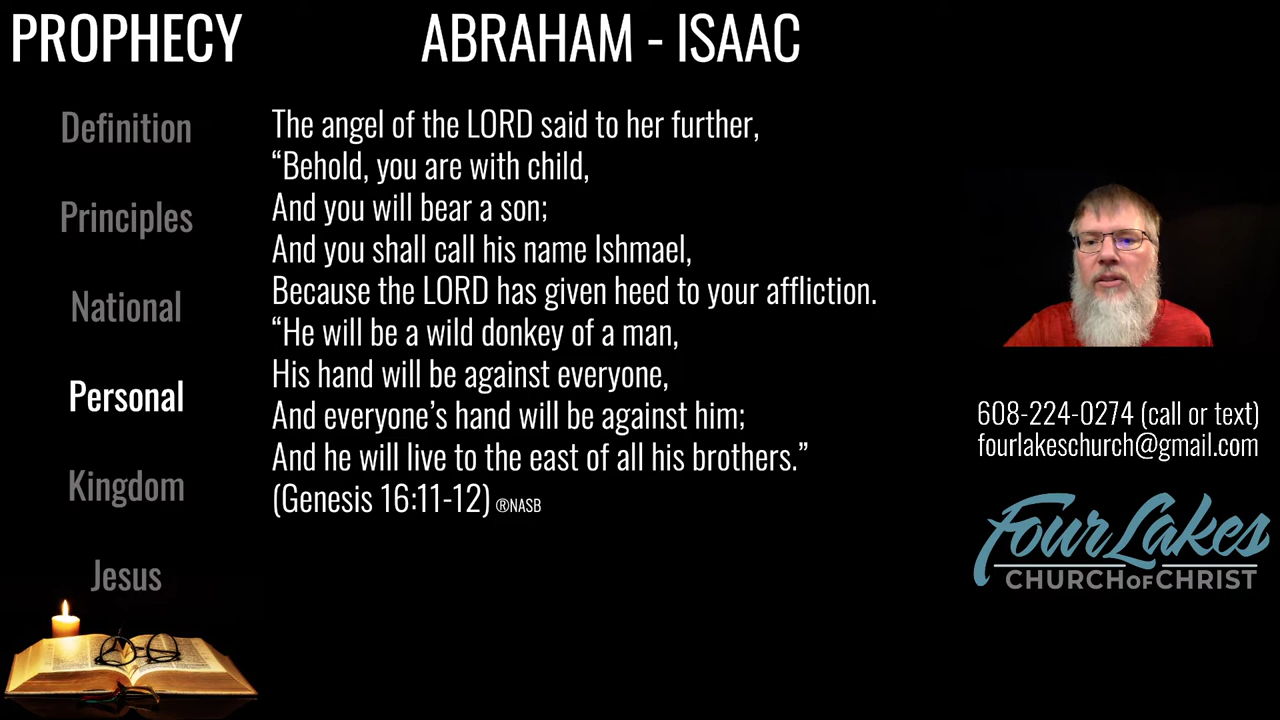 PROPHECY
ABRAHAM - ISAAC
Definition
Principles
National
Personal
Kingdom
Jesus
The angel of the LORD said to her further,
“Behold, you are with child,
And you will bear a son;
And you shall call his name Ishmael,
Because the LORD has given heed to your affliction.
“He will be a wild donkey of a man,
His hand will be against everyone,
And everyone’s hand will be against him;
And he will live to the east of all his brothers.”
(Genesis 16:11-12) ®NASB
608-224-0274 (call or text)
fourlakeschurch@gmail.com
Four Lakes
CHURCH OF CHRIST